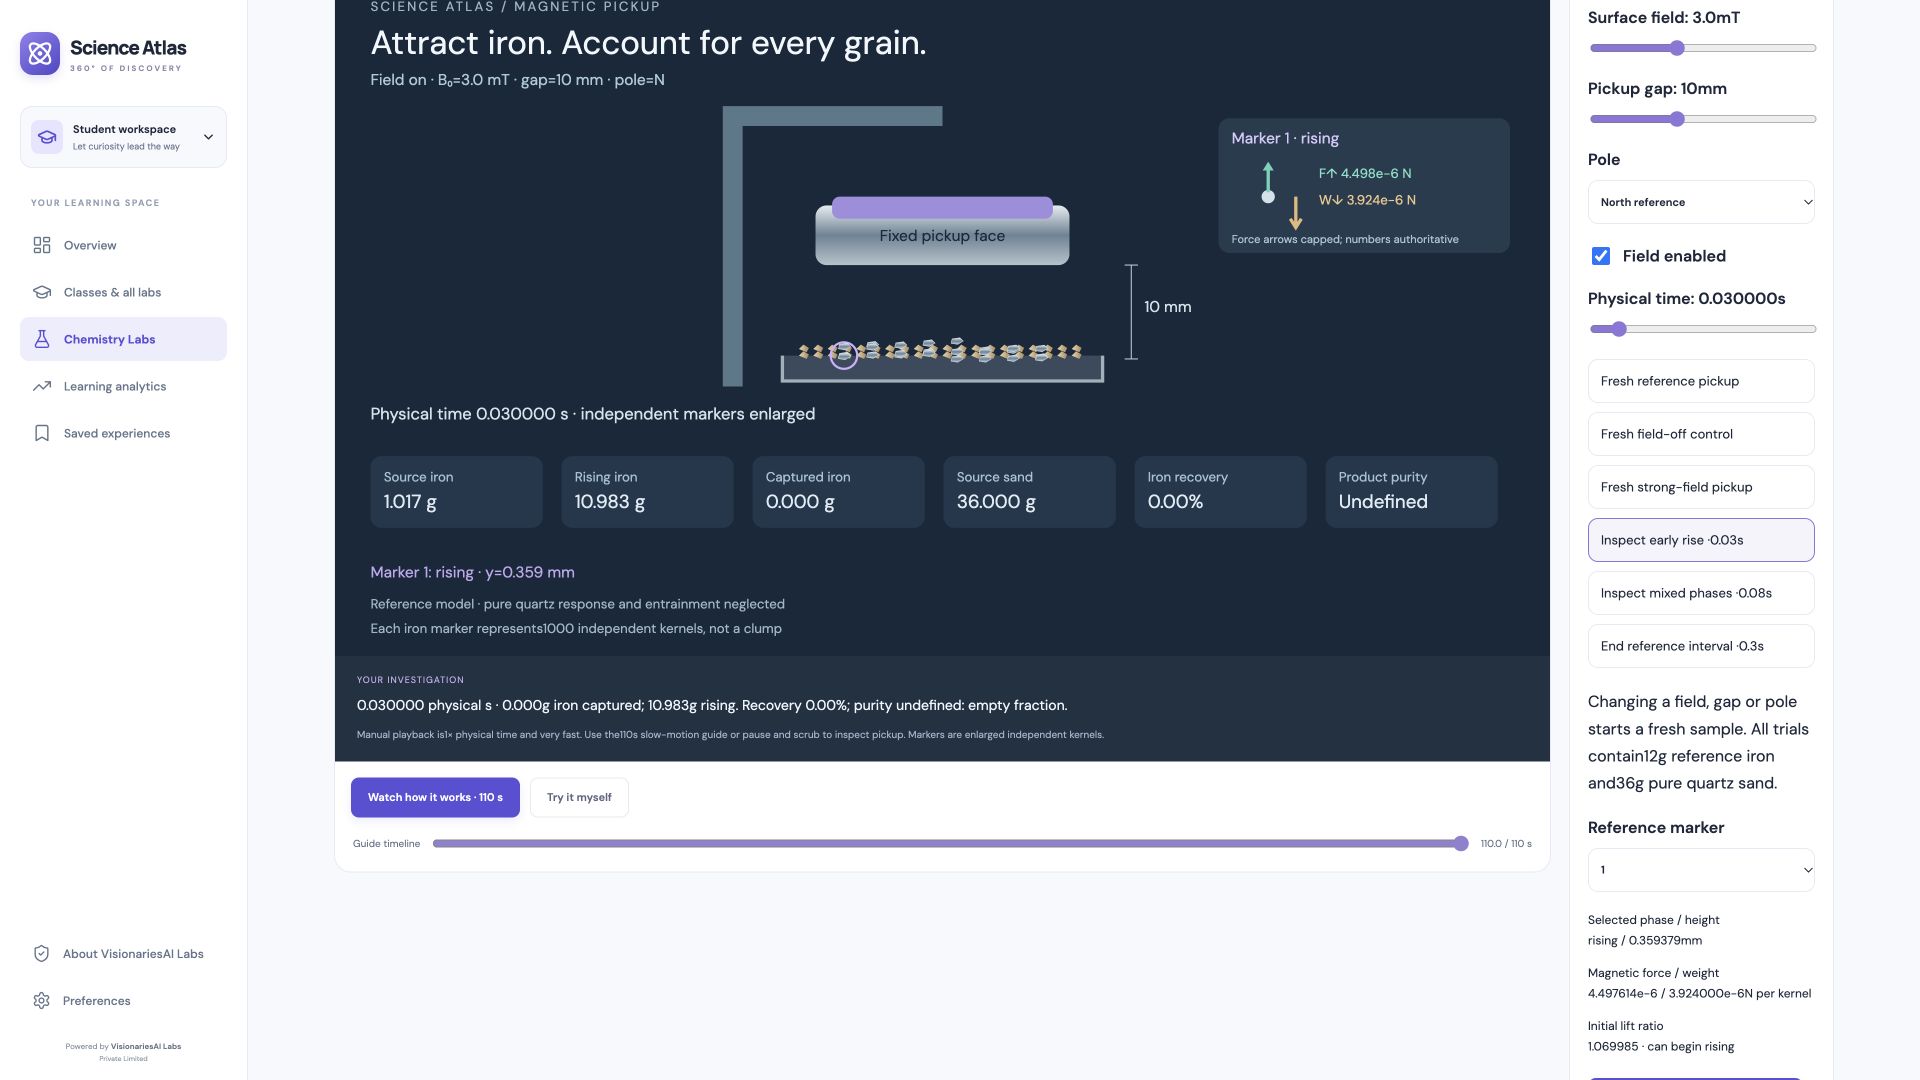 Science Atlas
360° OF DISCOVERY
Student workspace
Let curiosity lead the way
YOUR LEARNING SPACE
Overview
Classes & all labs
Chemistry Labs
Learning analytics
Saved experiences
About VisionariesAI Labs
Preferences
Powered by VisionariesAI Labs
Private Limited
SCIENCE ATLAS / MAGNETIC PICKUP
Attract iron. Account for every grain.
Field on · B₀=3.0 mT · gap=10 mm · pole=N
Fixed pickup face
10 mm
Marker 1 · rising
F↑ 4.498e-6 N
W↓ 3.924e-6 N
Force arrows capped; numbers authoritative
Physical time 0.030000 s · independent markers enlarged
Source iron
1.017 g
Rising iron
10.983 g
Captured iron
0.000 g
Source sand
36.000 g
Iron recovery
0.00%
Product purity
Undefined
Marker 1: rising · y=0.359 mm
Reference model · pure quartz response and entrainment neglected
Each iron marker represents1000 independent kernels, not a clump
YOUR INVESTIGATION
0.030000 physical s · 0.000g iron captured; 10.983g rising. Recovery 0.00%; purity undefined: empty fraction.
Manual playback is1× physical time and very fast. Use the110s slow-motion guide or pause and scrub to inspect pickup. Markers are enlarged independent kernels.
Watch how it works · 110 s
Try it myself
Guide timeline
110.0 / 110 s
Surface field: 3.0mT
Pickup gap: 10mm
Pole
North reference
Field enabled
Physical time: 0.030000s
Fresh reference pickup
Fresh field-off control
Fresh strong-field pickup
Inspect early rise ·0.03s
Inspect mixed phases ·0.08s
End reference interval ·0.3s
Changing a field, gap or pole
starts a fresh sample. All trials
contain12g reference iron
and36g pure quartz sand.
Reference marker
1
Selected phase / height
rising / 0.359379mm
Magnetic force / weight
4.497614e-6 / 3.924000e-6N per kernel
Initial lift ratio
1.069985 · can begin rising